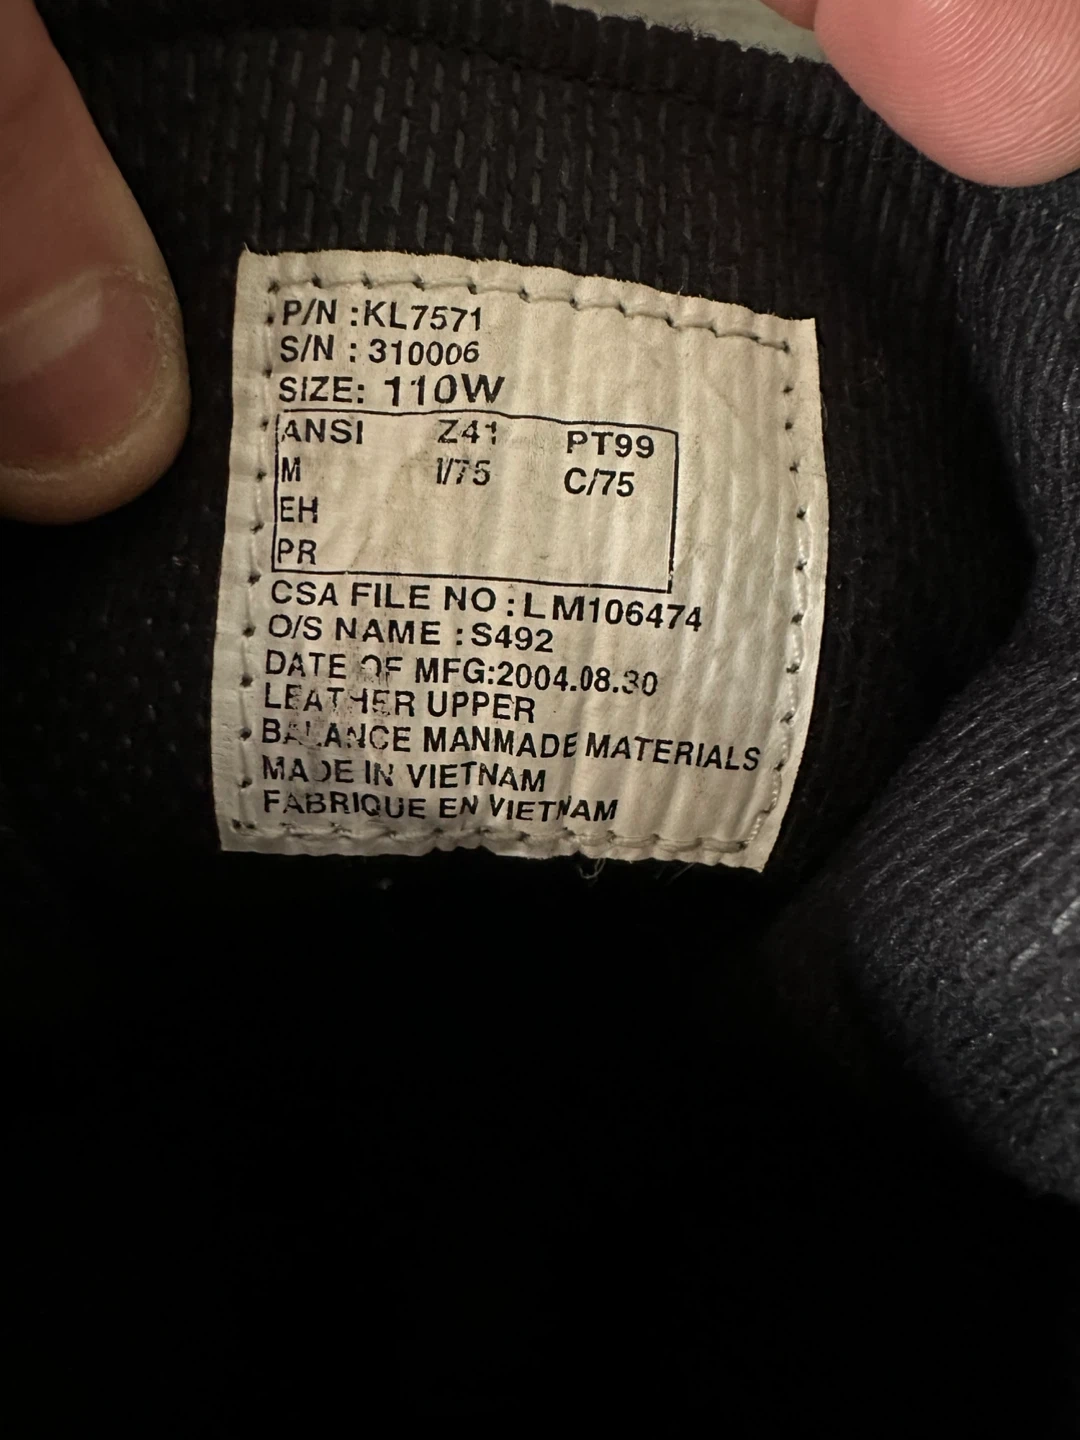 P/N :KL7571
S/N : 310006
SIZE: 110W
ANSI Z41 PT99
M I/75 C/75
EH
PR
CSA FILE NO : LM106474
O/S NAME : S492
DATE OF MFG:2004.08.30
LEATHER UPPER
BALANCE MANMADE MATERIALS
MADE IN VIETNAM
FABRIQUE EN VIETNAM